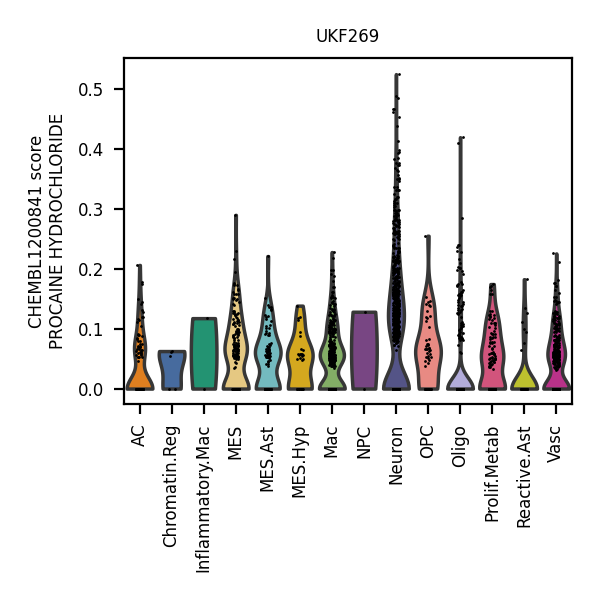 UKF269
CHEMBL1200841 score
PROCAINE HYDROCHLORIDE
0.5
0.4
0.3
0.2
0.1
0.0
AC
Chromatin.Reg
Inflammatory.Mac
MES
MES.Ast
MES.Hyp
Mac
NPC
Neuron
OPC
Oligo
Prolif.Metab
Reactive.Ast
Vasc